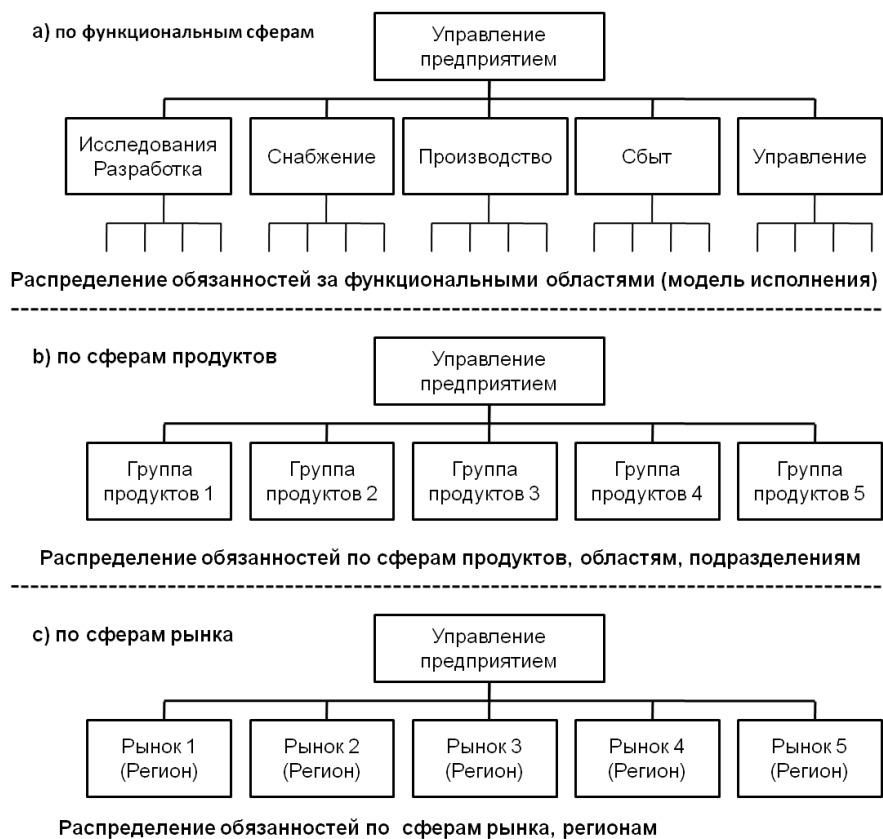 а) по функциональным сферам
Управление
предприятием
Исследования
Разработка
Снабжение
Производство
Сбыт
Управление
Распределение обязанностей за функциональными областями (модель исполнения)
b) по сферам продуктов
Управление
предприятием
Группа
продуктов 1
Группа
продуктов 2
Группа
продуктов 3
Группа
продуктов 4
Группа
продуктов 5
Распределение обязанностей по сферам продуктов, областям, подразделениям
с) по сферам рынка
Управление
предприятием
Рынок 1
(Регион)
Рынок 2
(Регион)
Рынок 3
(Регион)
Рынок 4
(Регион)
Рынок 5
(Регион)
Распределение обязанностей по сферам рынка, регионам